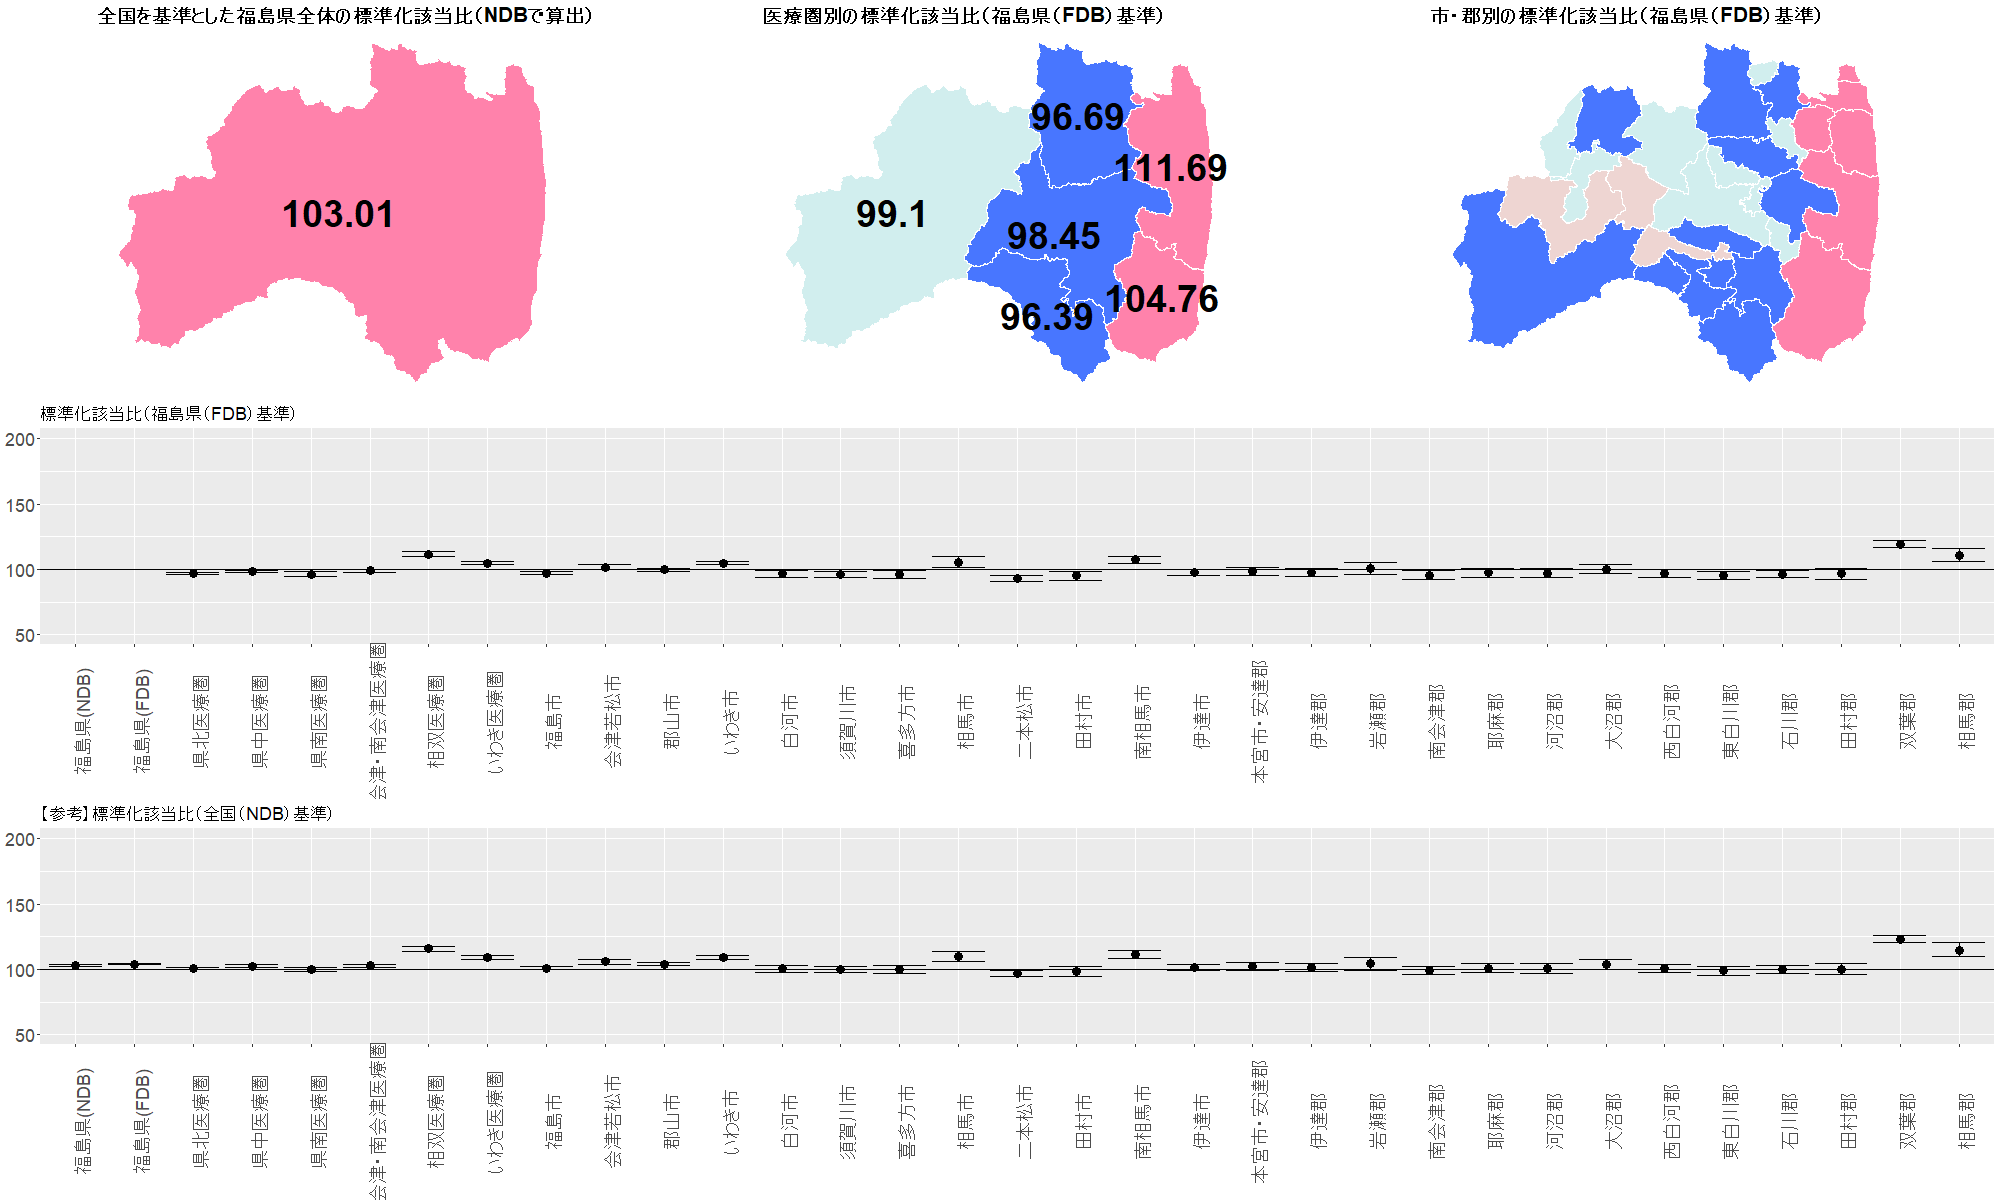 全国を基準とした福島県全体の標準化該当比（NDBで算出）
医療圏別の標準化該当比（福島県（FDB）基準）
市・郡別の標準化該当比（福島県（FDB）基準）
103.01
96.69
111.69
99.1
98.45
104.76
96.39
標準化該当比（福島県（FDB）基準）
200
150
100
50
福島県(NDB)
福島県(FDB)
県北医療圏
県中医療圏
県南医療圏
会津・南会津医療圏
相双医療圏
いわき医療圏
福島市
会津若松市
郡山市
いわき市
白河市
須賀川市
喜多方市
相馬市
二本松市
田村市
南相馬市
伊達市
本宮市・安達郡
伊達郡
岩瀬郡
南会津郡
耶麻郡
河沼郡
大沼郡
西白河郡
東白川郡
石川郡
田村郡
双葉郡
相馬郡
【参考】標準化該当比（全国（NDB）基準）
200
150
100
50
福島県(NDB)
福島県(FDB)
県北医療圏
県中医療圏
県南医療圏
会津・南会津医療圏
相双医療圏
いわき医療圏
福島市
会津若松市
郡山市
いわき市
白河市
須賀川市
喜多方市
相馬市
二本松市
田村市
南相馬市
伊達市
本宮市・安達郡
伊達郡
岩瀬郡
南会津郡
耶麻郡
河沼郡
大沼郡
西白河郡
東白川郡
石川郡
田村郡
双葉郡
相馬郡